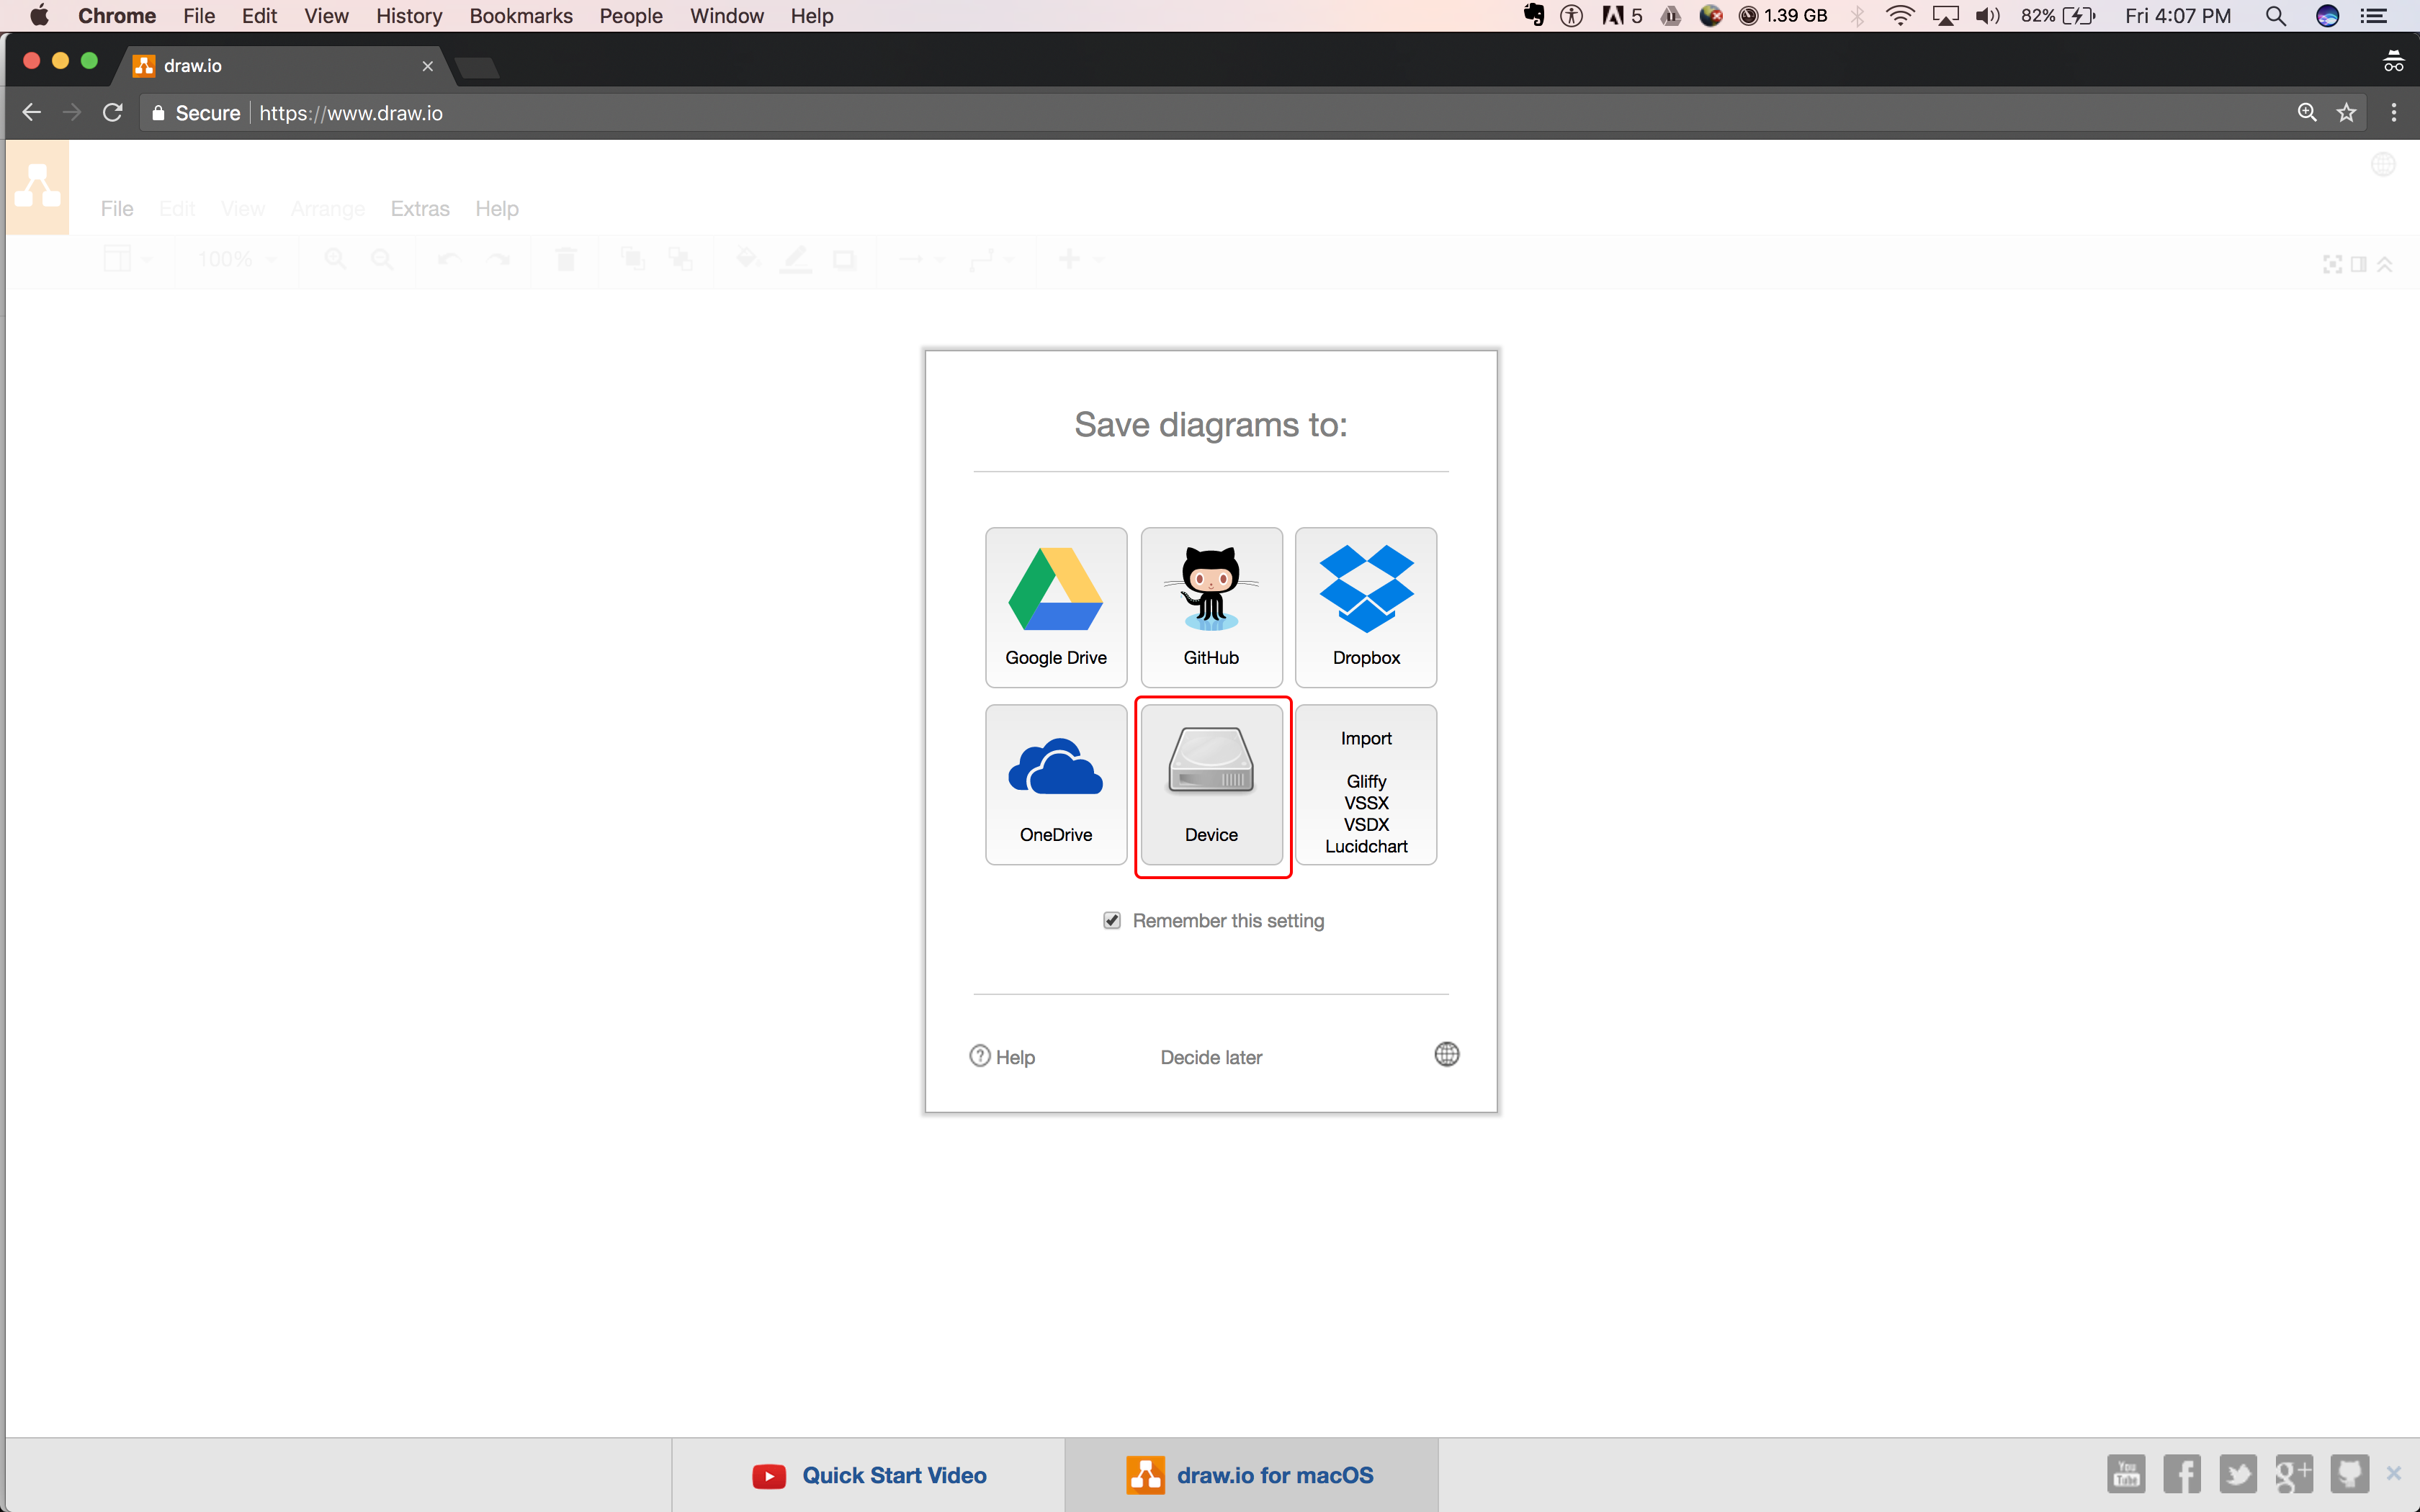 Chrome File Edit View History Bookmarks People Window Help 5 1.39 GB 82% Fri 4:07 PM
draw.io
Secure https://www.draw.io
File Edit View Arrange Extras Help
100%
Save diagrams to:
Google Drive GitHub Dropbox
OneDrive Device
Import
Gliffy
VSSX
VSDX
Lucidchart
Remember this setting
Help Decide later
Quick Start Video draw.io for macOS
You Tube f g+